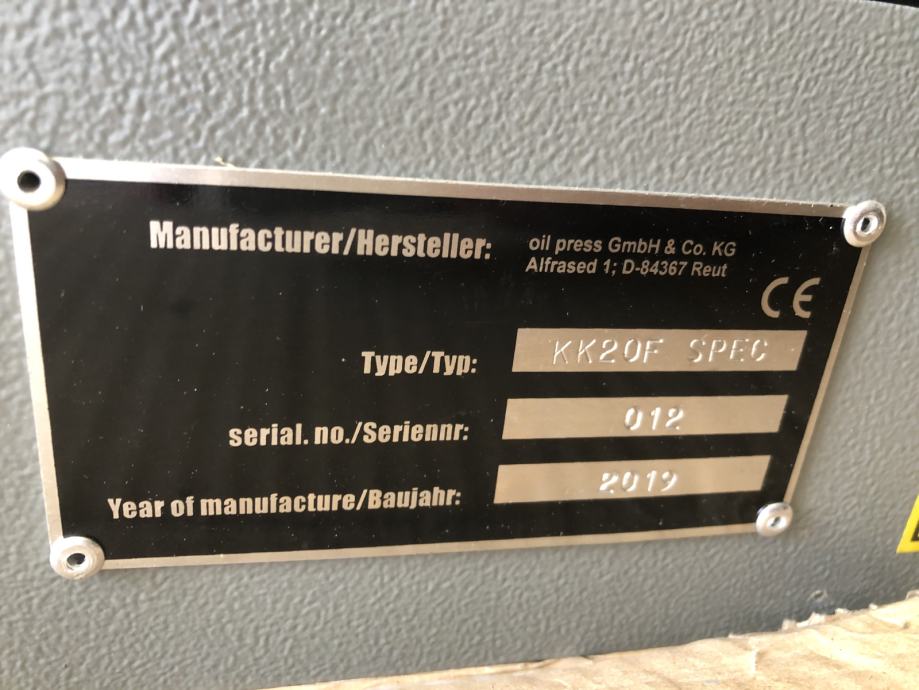 Manufacturer/Hersteller: oil press GmbH & Co. KG
Alfrased 1; D-84367 Reut
CE
Type/Typ: KK20F SPEC
serial. no./Seriennr: 012
Year of manufacture/Baujahr: 2019